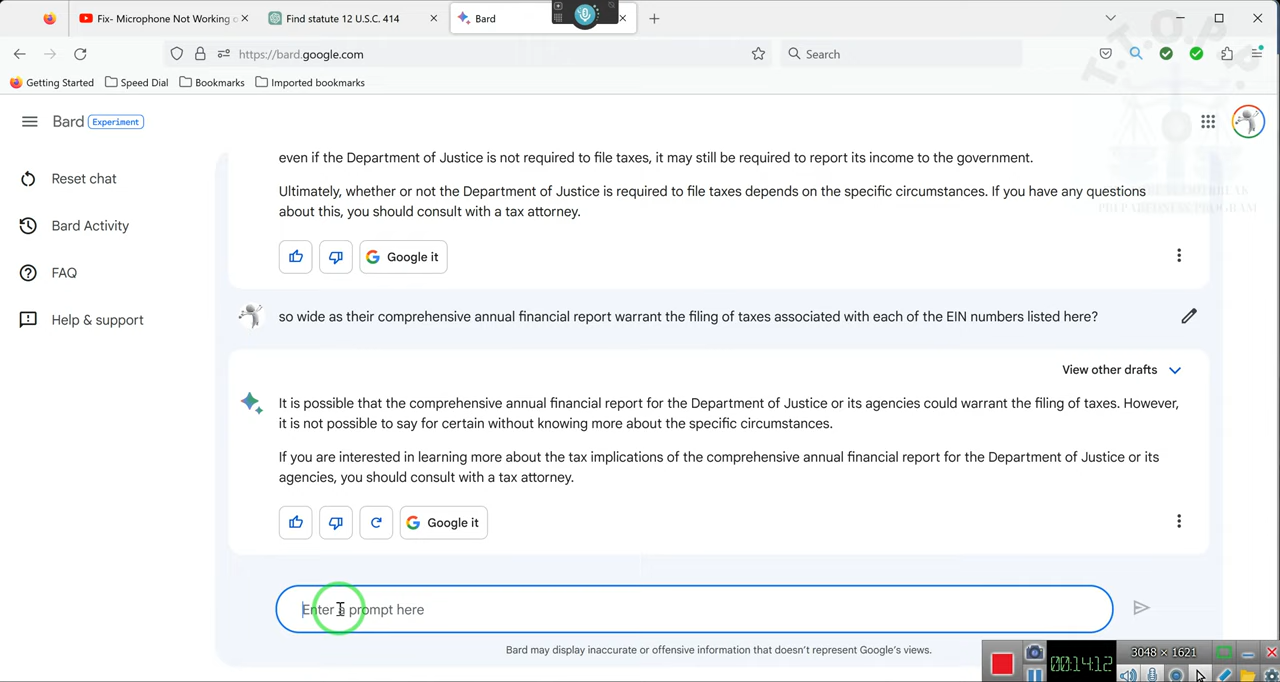 Fix- Microphone Not Working o
Find statute 12 U.S.C. 414
Bard
https://bard.google.com
Search
Getting Started
Speed Dial
Bookmarks
Imported bookmarks
T.T.O.P.P.
Bard
Experiment
Reset chat
Bard Activity
FAQ
Help & support
even if the Department of Justice is not required to file taxes, it may still be required to report its income to the government.
Ultimately, whether or not the Department of Justice is required to file taxes depends on the specific circumstances. If you have any questions
about this, you should consult with a tax attorney.
PREPAREDNESS PROGRAM
Google it
so wide as their comprehensive annual financial report warrant the filing of taxes associated with each of the EIN numbers listed here?
View other drafts
It is possible that the comprehensive annual financial report for the Department of Justice or its agencies could warrant the filing of taxes. However,
it is not possible to say for certain without knowing more about the specific circumstances.
If you are interested in learning more about the tax implications of the comprehensive annual financial report for the Department of Justice or its
agencies, you should consult with a tax attorney.
Google it
Enter a prompt here
Bard may display inaccurate or offensive information that doesn't represent Google's views.
3048 × 1621
00:14:12